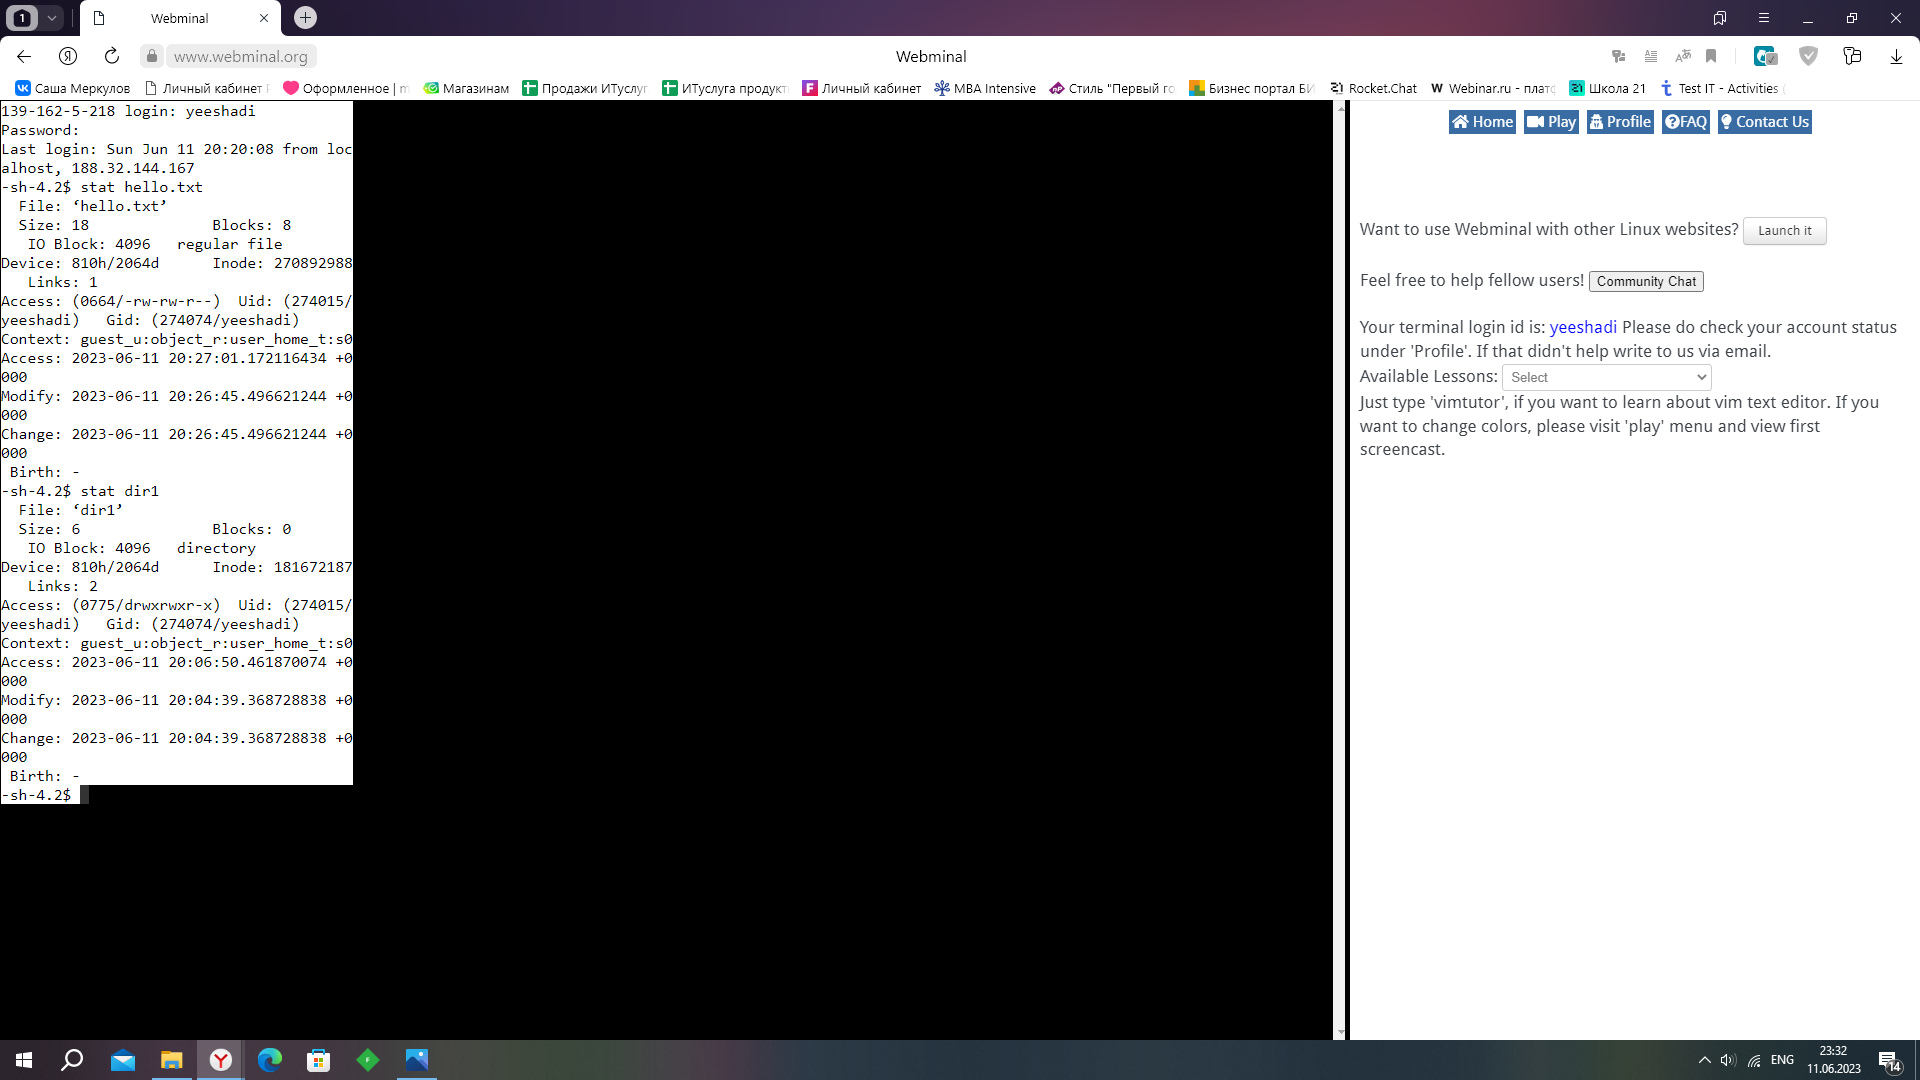 1
Webminal
www.webminal.org
Webminal
Саша Меркулов
Личный кабинет
Оформленное | m
Магазинам
Продажи ИТуслуг
ИТуслуга продукт
Личный кабинет
MBA Intensive
Стиль "Первый го
Бизнес портал БИ
Rocket.Chat
Webinar.ru - плат
Школа 21
Test IT - Activities
139-162-5-218 login: yeeshadi
Password:
Last login: Sun Jun 11 20:20:08 from loc
alhost, 188.32.144.167
-sh-4.2$ stat hello.txt
File: ‘hello.txt’
Size: 18 Blocks: 8
IO Block: 4096 regular file
Device: 810h/2064d Inode: 270892988
Links: 1
Access: (0664/-rw-rw-r--) Uid: (274015/
yeeshadi) Gid: (274074/yeeshadi)
Context: guest_u:object_r:user_home_t:s0
Access: 2023-06-11 20:27:01.172116434 +0
000
Modify: 2023-06-11 20:26:45.496621244 +0
000
Change: 2023-06-11 20:26:45.496621244 +0
000
Birth: -
-sh-4.2$ stat dir1
File: ‘dir1’
Size: 6 Blocks: 0
IO Block: 4096 directory
Device: 810h/2064d Inode: 181672187
Links: 2
Access: (0775/drwxrwxr-x) Uid: (274015/
yeeshadi) Gid: (274074/yeeshadi)
Context: guest_u:object_r:user_home_t:s0
Access: 2023-06-11 20:06:50.461870074 +0
000
Modify: 2023-06-11 20:04:39.368728838 +0
000
Change: 2023-06-11 20:04:39.368728838 +0
000
Birth: -
-sh-4.2$
Home Play Profile FAQ Contact Us
Want to use Webminal with other Linux websites? Launch it
Feel free to help fellow users! Community Chat
Your terminal login id is: yeeshadi Please do check your account status
under 'Profile'. If that didn't help write to us via email.
Available Lessons: Select
Just type 'vimtutor', if you want to learn about vim text editor. If you
want to change colors, please visit 'play' menu and view first
screencast.
ENG
23:32
11.06.2023
14